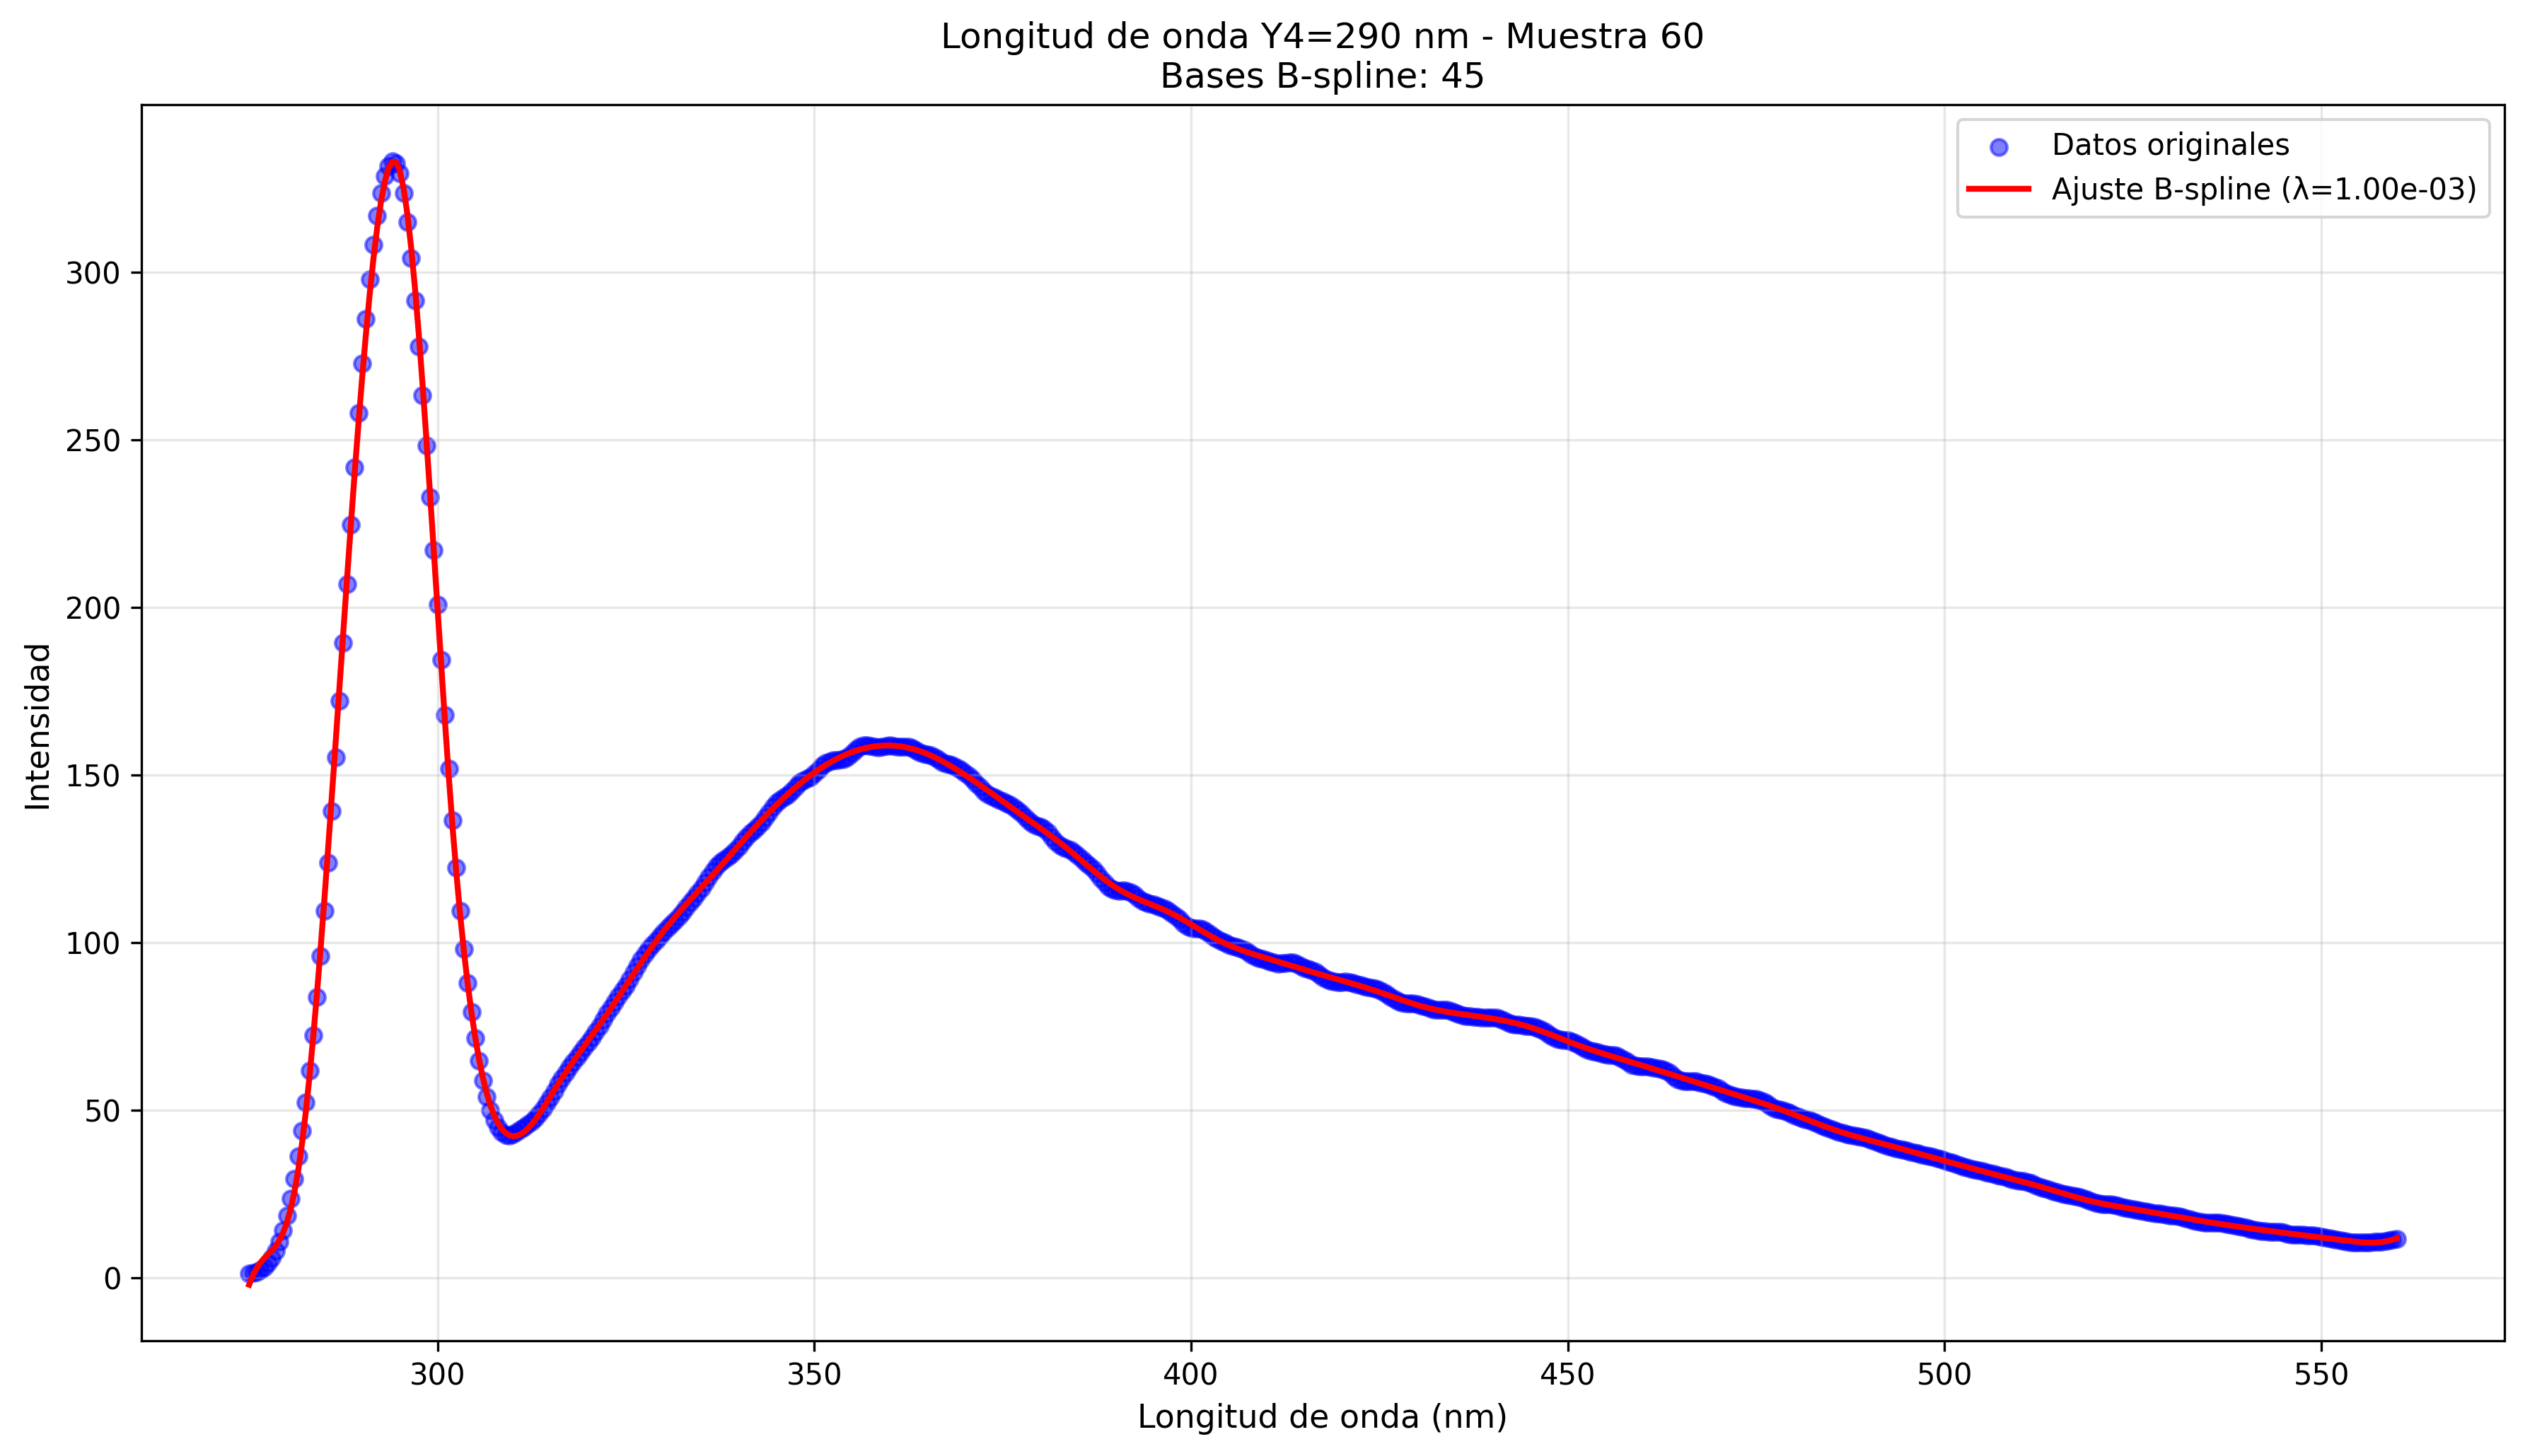 Longitud de onda Y4=290 nm - Muestra 60
Bases B-spline: 45
Datos originales
Ajuste B-spline (λ=1.00e-03)
Intensidad
300
250
200
150
100
50
0
300 350 400 450 500 550
Longitud de onda (nm)